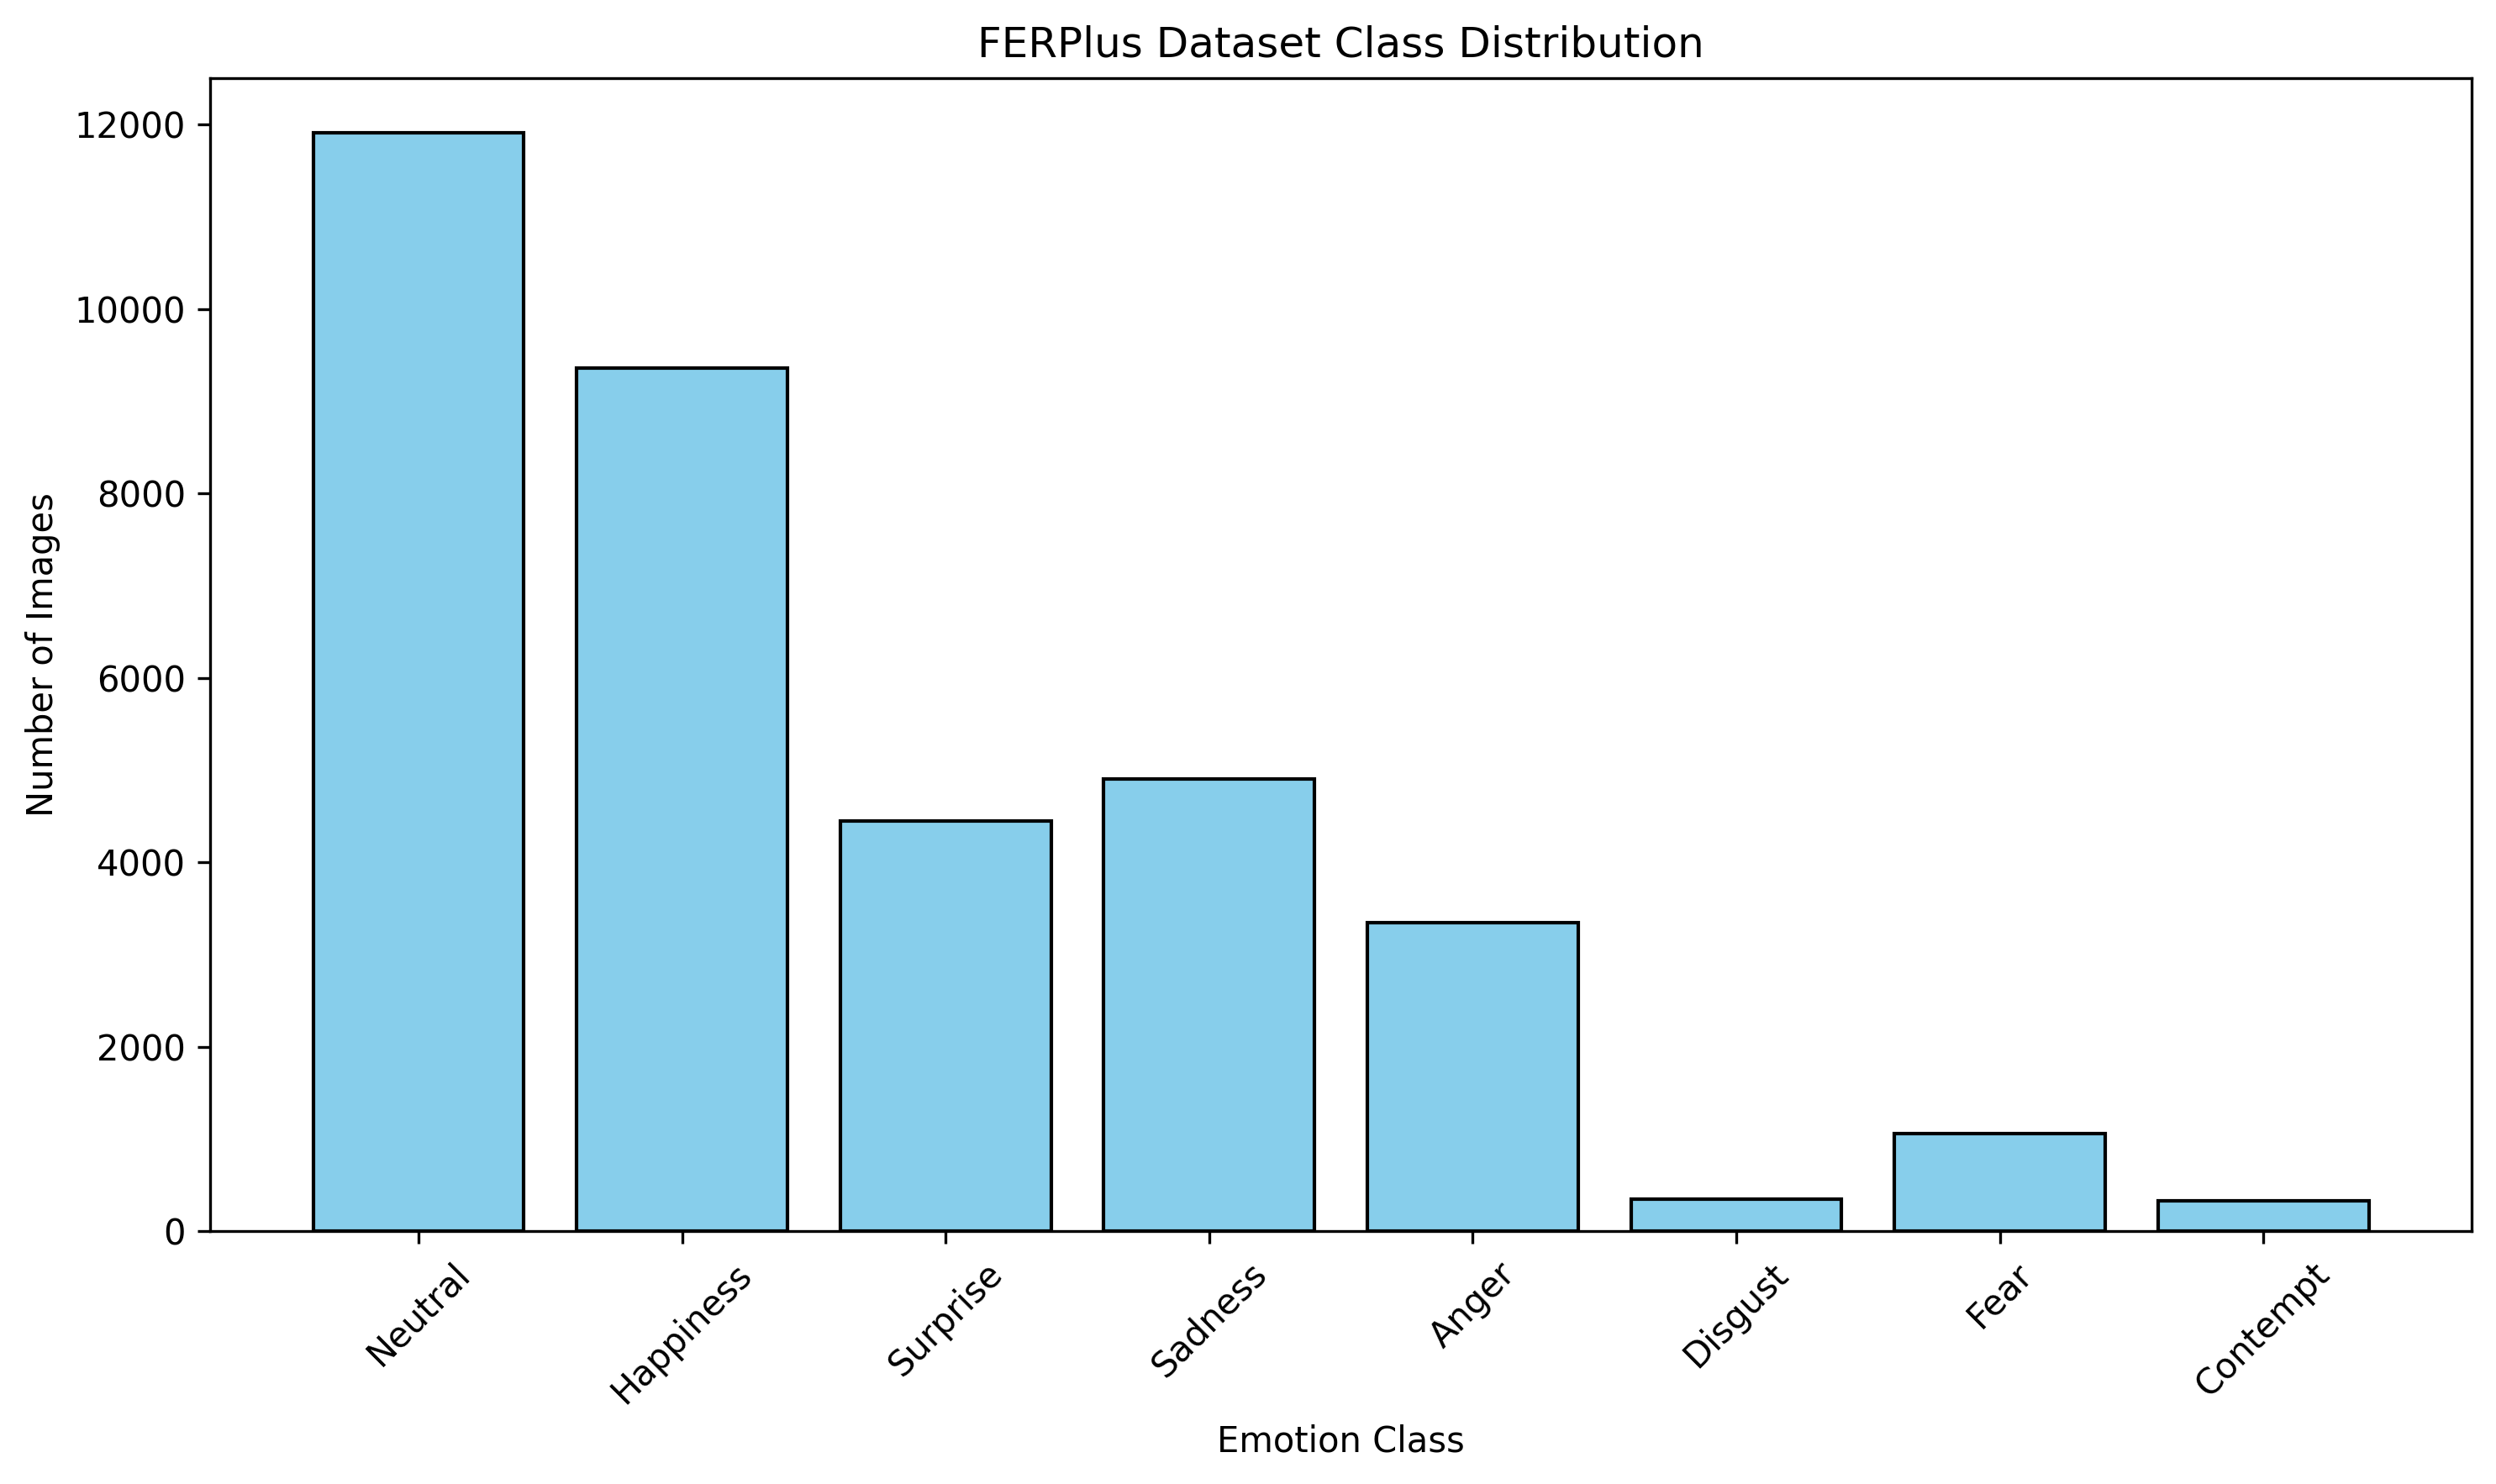 FERPlus Dataset Class Distribution
12000
10000
8000
6000
4000
2000
0
Number of Images
Neutral
Happiness
Surprise
Sadness
Anger
Disgust
Fear
Contempt
Emotion Class